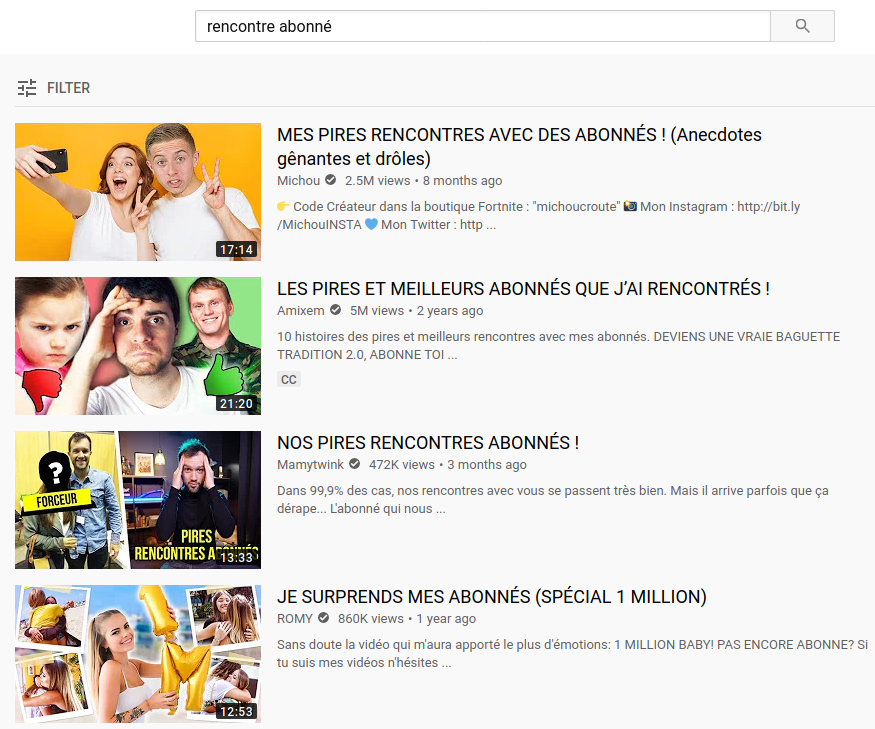 rencontre abonné
FILTER
17:14
MES PIRES RENCONTRES AVEC DES ABONNÉS ! (Anecdotes
gênantes et drôles)
Michou 2.5M views • 8 months ago
👉 Code Créateur dans la boutique Fortnite : "michoucroute" 📸 Mon Instagram : http://bit.ly
/MichouINSTA 💙 Mon Twitter : http ...
21:20
LES PIRES ET MEILLEURS ABONNÉS QUE J’AI RENCONTRÉS !
Amixem 5M views • 2 years ago
10 histoires des pires et meilleurs rencontres avec mes abonnés. DEVIENS UNE VRAIE BAGUETTE
TRADITION 2.0, ABONNE TOI ...
CC
?
FORCEUR
PIRES
RENCONTRES ABONNÉS
13:33
NOS PIRES RENCONTRES ABONNÉS !
Mamytwink 472K views • 3 months ago
Dans 99,9% des cas, nos rencontres avec vous se passent très bien. Mais il arrive parfois que ça
dérape... L'abonné qui nous ...
1
M
12:53
JE SURPRENDS MES ABONNÉS (SPÉCIAL 1 MILLION)
ROMY 860K views • 1 year ago
Sans doute la vidéo qui m'aura apporté le plus d'émotions: 1 MILLION BABY! PAS ENCORE ABONNE? Si
tu suis mes vidéos n'hésites ...